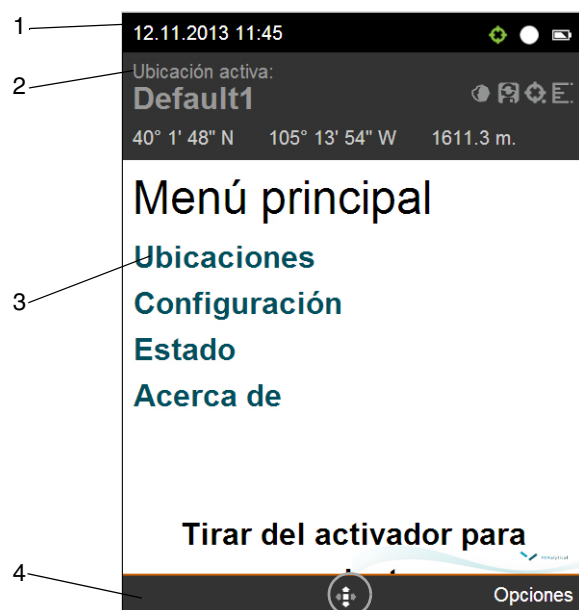 1
12.11.2013 11:45
2
Ubicación activa:
Default1
40° 1' 48" N 105° 13' 54" W 1611.3 m.
Menú principal
3
Ubicaciones
Configuración
Estado
Acerca de
Tirar del activador para
4
Opciones